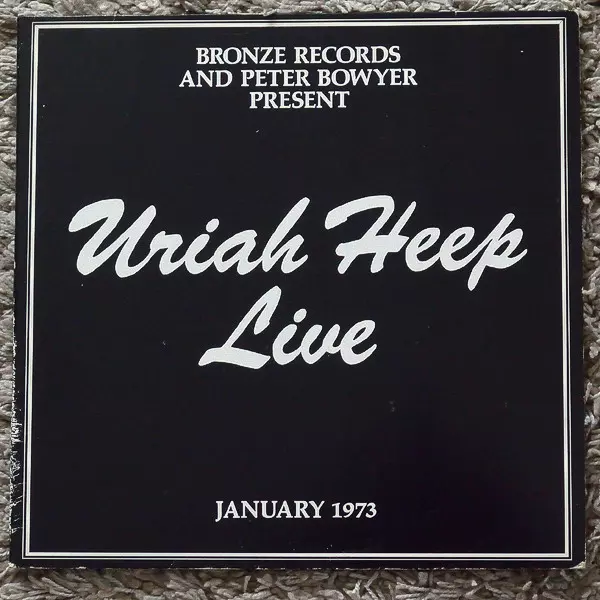 BRONZE RECORDS
AND PETER BOWYER
PRESENT
Uriah Heep
Live
JANUARY 1973